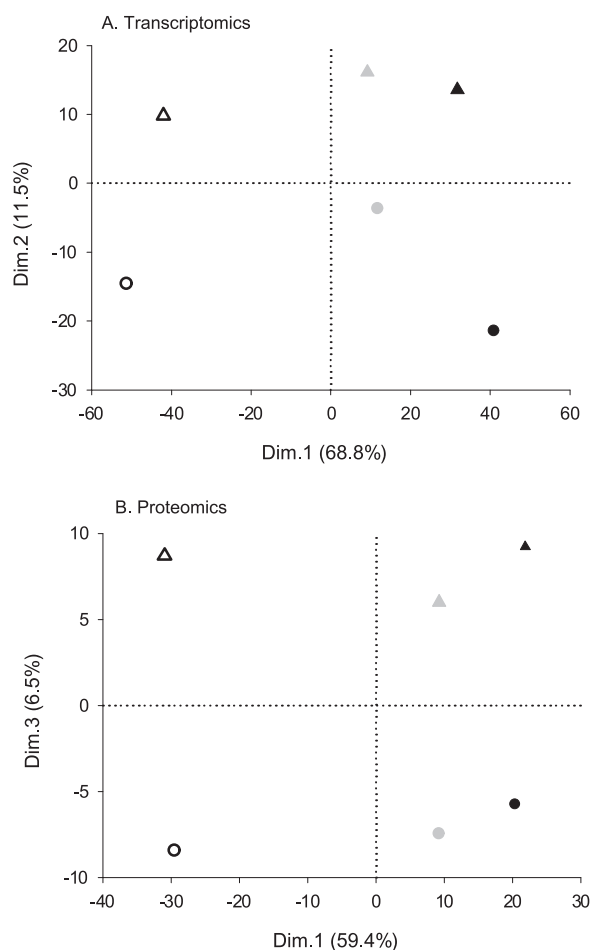 A. Transcriptomics
20
10
0
-10
-20
-30
Dim.2 (11.5%)
-60 -40 -20 0 20 40 60
Dim.1 (68.8%)
B. Proteomics
10
5
0
-5
-10
Dim.3 (6.5%)
-40 -30 -20 -10 0 10 20 30
Dim.1 (59.4%)